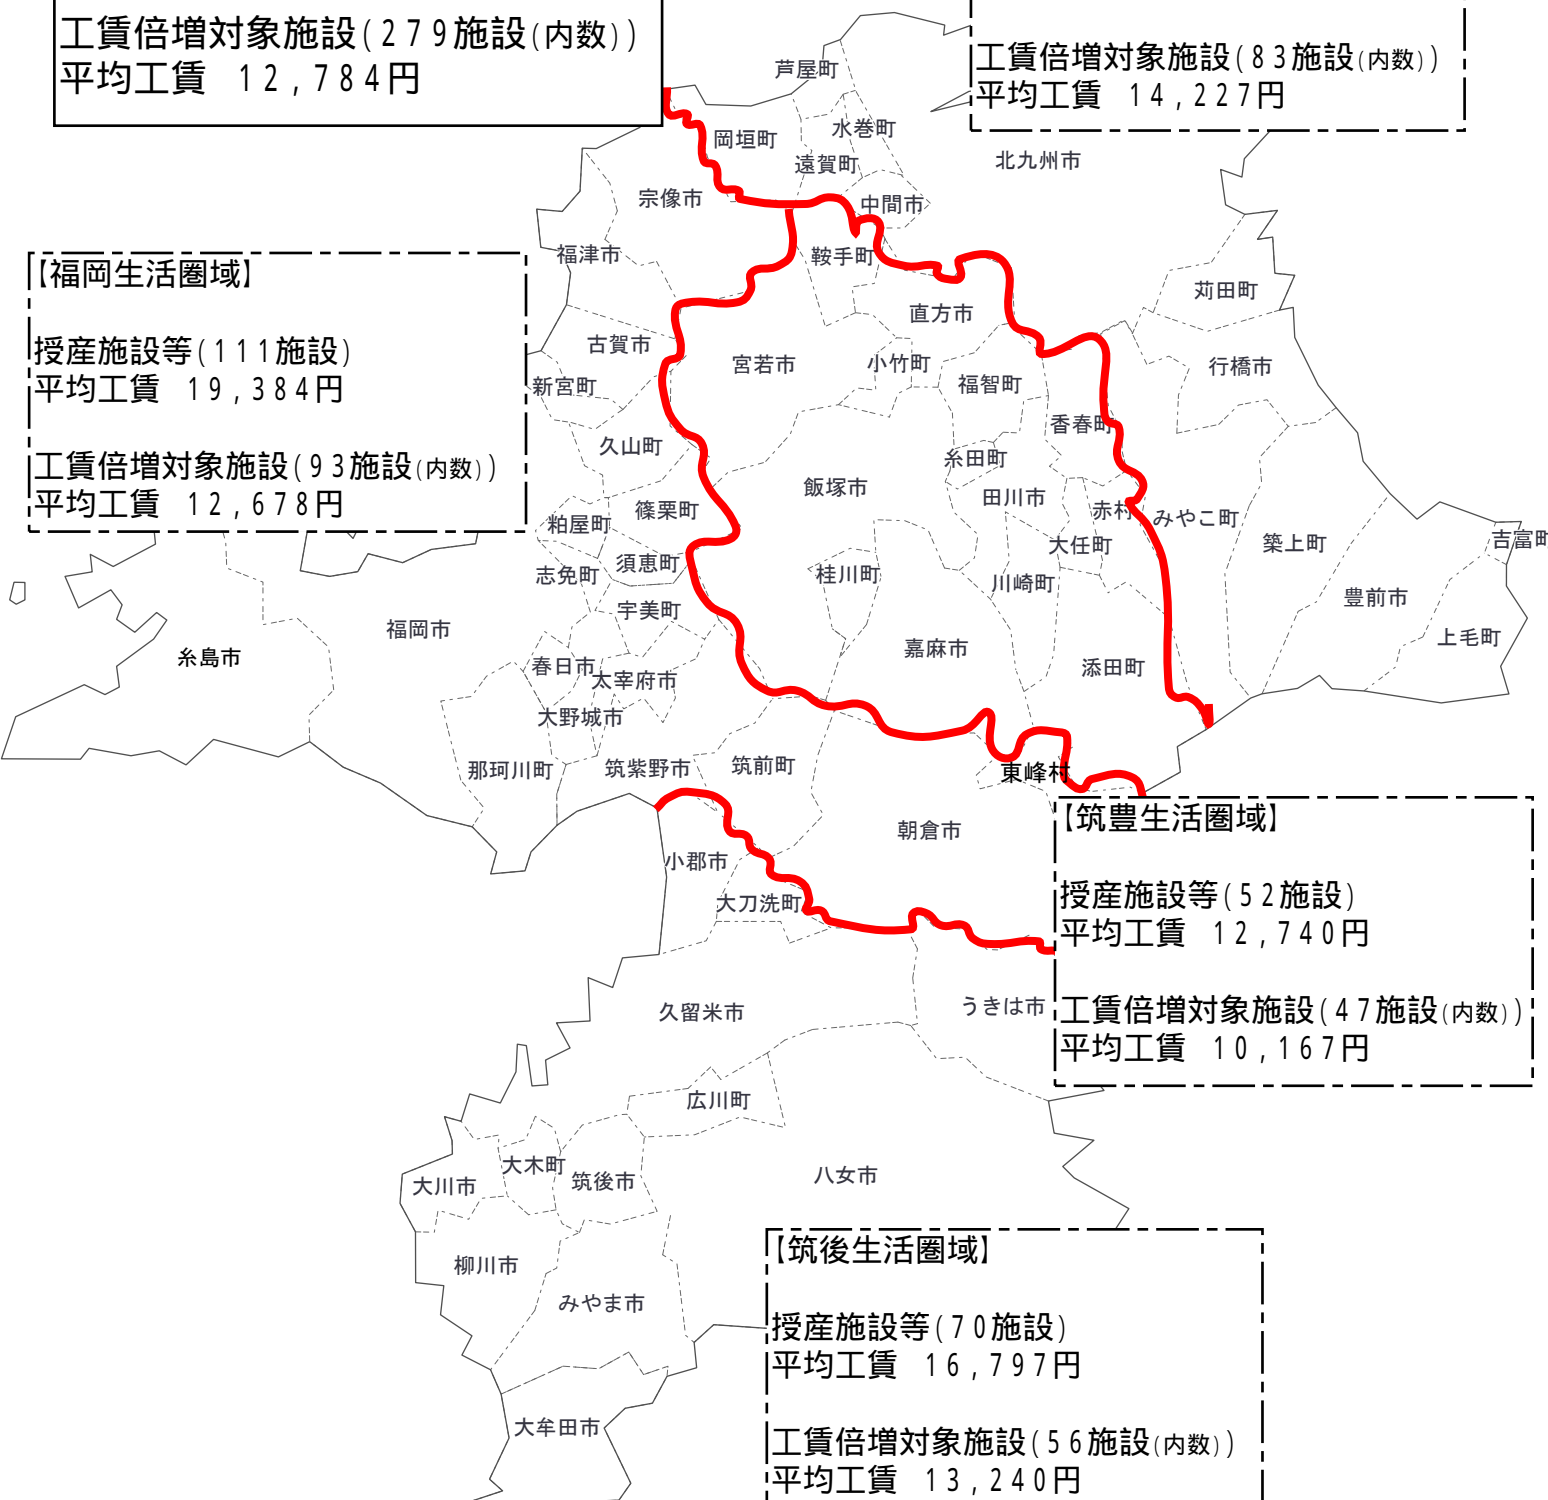 工賃倍増対象施設(279施設(内数))
平均工賃 12,784円
工賃倍増対象施設(83施設(内数))
平均工賃 14,227円
芦屋町
水巻町
岡垣町
遠賀町
北九州市
宗像市
中間市
福津市
鞍手町
苅田町
直方市
【福岡生活圏域】
授産施設等(111施設)
平均工賃 19,384円
工賃倍増対象施設(93施設(内数))
平均工賃 12,678円
古賀市
宮若市
小竹町
行橋市
新宮町
福智町
香春町
久山町
糸田町
飯塚市
田川市
篠栗町
赤村
みやこ町
粕屋町
大任町
築上町
吉富町
須恵町
志免町
桂川町
川崎町
宇美町
豊前市
福岡市
上毛町
糸島市
嘉麻市
春日市
添田町
太宰府市
大野城市
那珂川町
筑紫野市
筑前町
東峰村
朝倉市
小郡市
大刀洗町
【筑豊生活圏域】
授産施設等(52施設)
平均工賃 12,740円
工賃倍増対象施設(47施設(内数))
平均工賃 10,167円
久留米市
うきは市
広川町
大木町
大川市
筑後市
八女市
柳川市
みやま市
大牟田市
【筑後生活圏域】
授産施設等(70施設)
平均工賃 16,797円
工賃倍増対象施設(56施設(内数))
平均工賃 13,240円